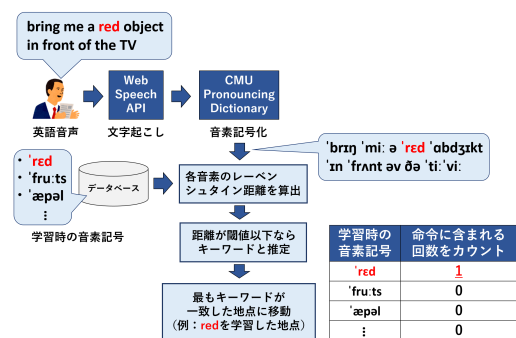 bring me a red object
in front of the TV
Web
Speech
API
CMU
Pronouncing
Dictionary
英語音声
文字起こし
音素記号化
ˈbrɪŋ ˈmiː ə ˈrɛd ˈɑbdʒɪkt
ˈɪn ˈfrʌnt əv ðə ˈtiːˈviː
• ˈrɛd
• ˈfruːts
• ˈæpəl
⋮
データベース
学習時の音素記号
各音素のレーベン
シュタイン距離を算出
距離が閾値以下なら
キーワードと推定
最もキーワードが
一致した地点に移動
（例：redを学習した地点）
学習時の 命令に含まれる
音素記号 回数をカウント
ˈrɛd 1
ˈfruːts 0
ˈæpəl 0
⋮ 0